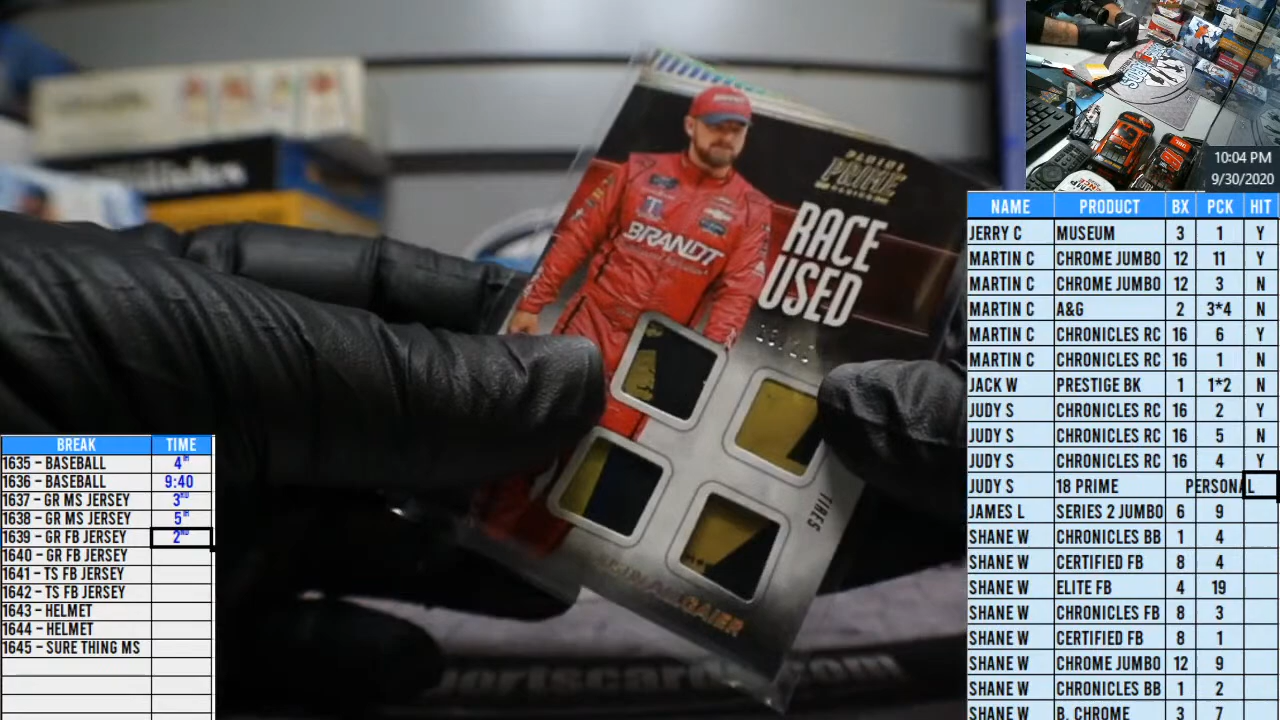 PANINI
PRIME
RACING
RACE
USED
BRANDT
TIRES
10:04 PM
9/30/2020
NAME PRODUCT BX PCK HIT
JERRY C MUSEUM 3 1 Y
MARTIN C CHROME JUMBO 12 11 Y
MARTIN C CHROME JUMBO 12 3 N
MARTIN C A&G 2 3*4 N
MARTIN C CHRONICLES RC 16 6 Y
MARTIN C CHRONICLES RC 16 1 N
JACK W PRESTIGE BK 1 1*2 N
JUDY S CHRONICLES RC 16 2 Y
JUDY S CHRONICLES RC 16 5 N
JUDY S CHRONICLES RC 16 4 Y
JUDY S 18 PRIME PERSONAL
JAMES L SERIES 2 JUMBO 6 9
SHANE W CHRONICLES BB 1 4
SHANE W CERTIFIED FB 8 4
SHANE W ELITE FB 4 19
SHANE W CHRONICLES FB 8 3
SHANE W CERTIFIED FB 8 1
SHANE W CHROME JUMBO 12 9
SHANE W CHRONICLES BB 1 2
SHANE W B. CHROME 3 7
BREAK TIME
1635 – BASEBALL 4TH
1636 – BASEBALL 9:40
1637 – GR MS JERSEY 3RD
1638 – GR MS JERSEY 5TH
1639 – GR FB JERSEY 2ND
1640 – GR FB JERSEY
1641 – TS FB JERSEY
1642 – TS FB JERSEY
1643 – HELMET
1644 – HELMET
1645 – SURE THING MS
ortscards.com